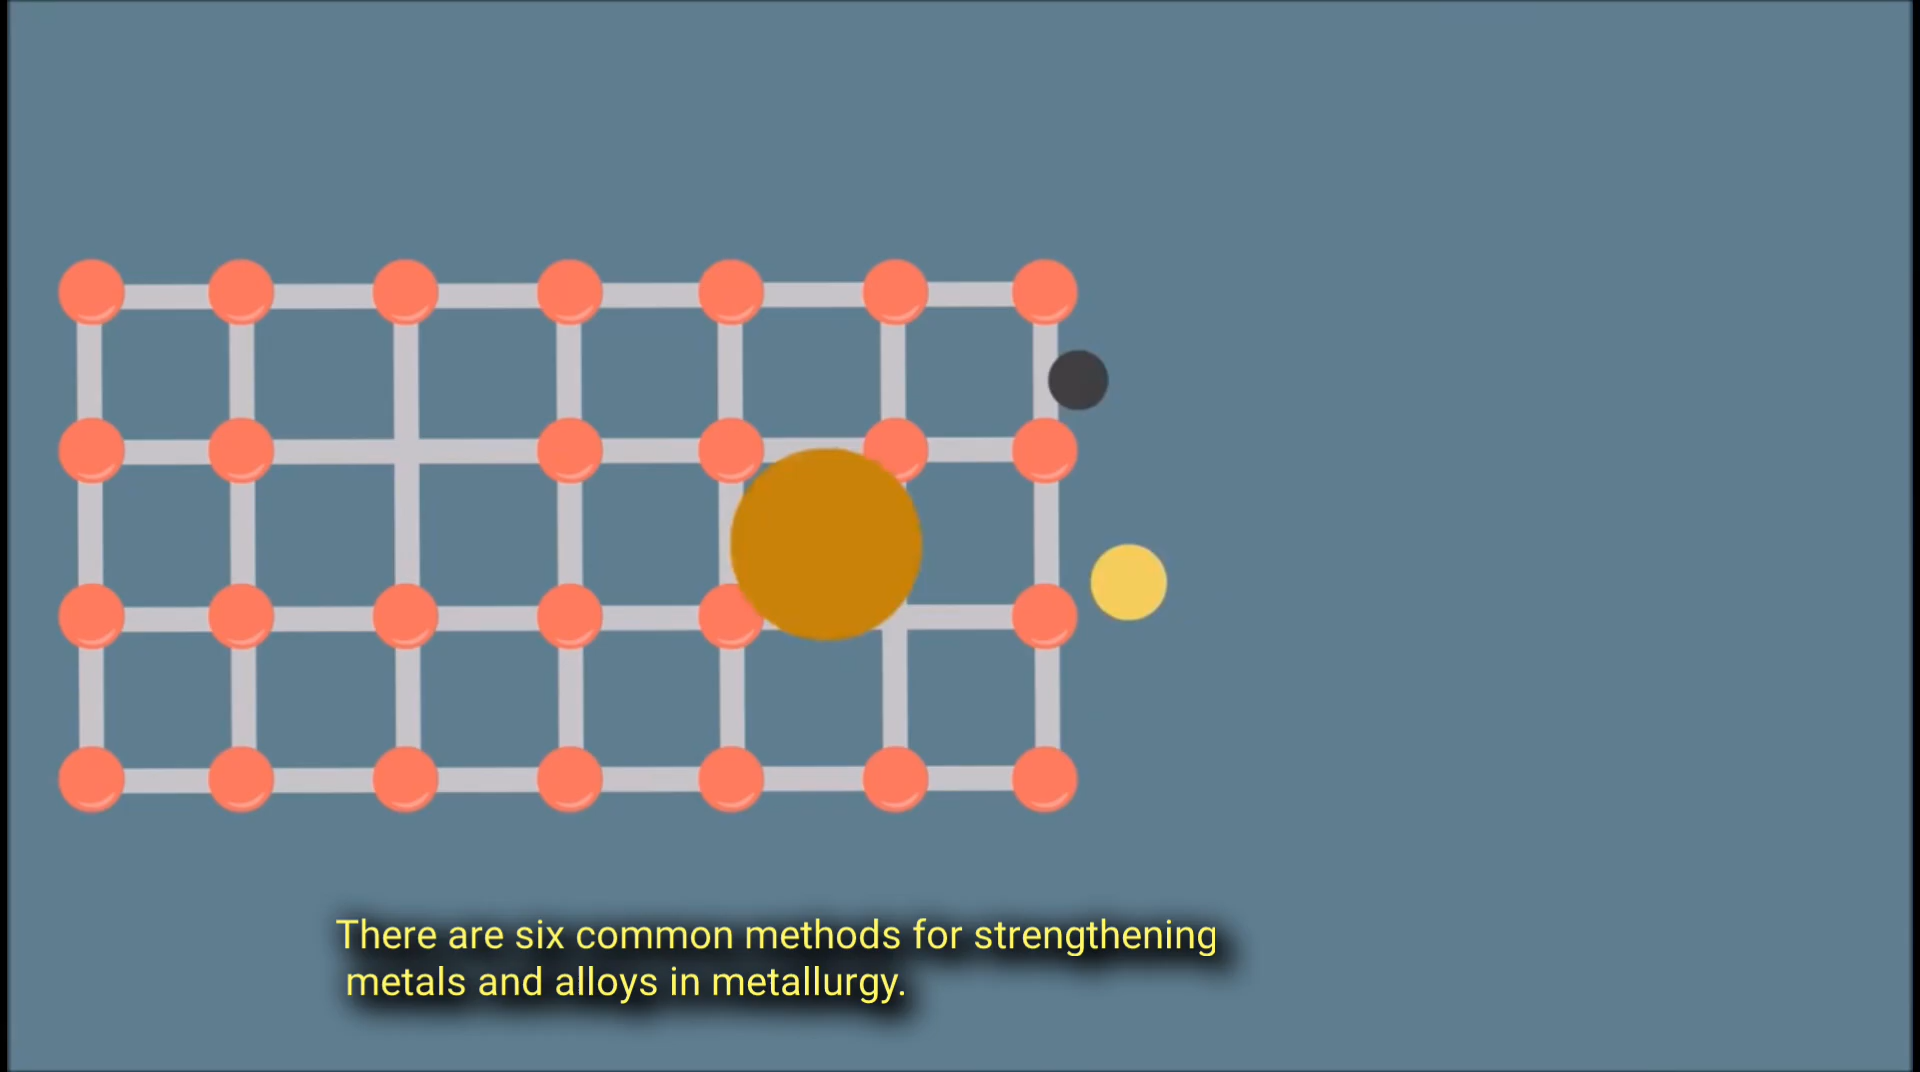 There are six common methods for strengthening
metals and alloys in metallurgy.